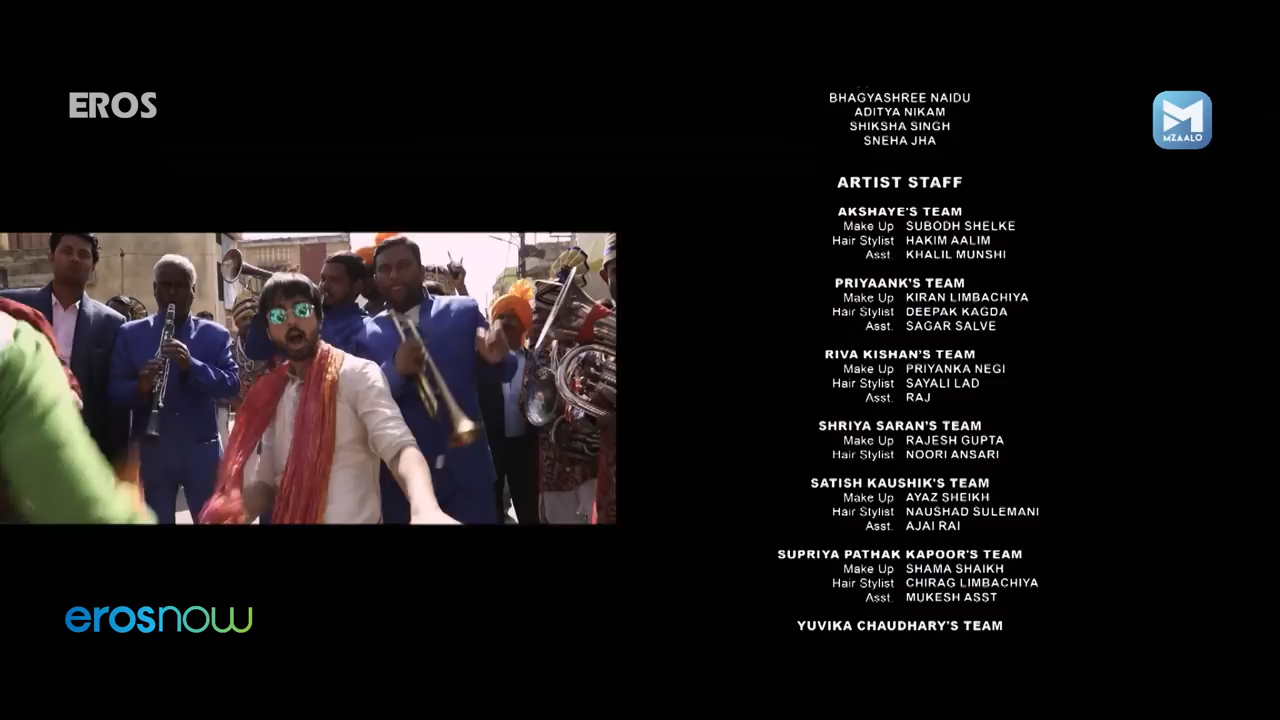 EROS
MZAALO
BHAGYASHREE NAIDU
ADITYA NIKAM
SHIKSHA SINGH
SNEHA JHA
ARTIST STAFF
AKSHAYE'S TEAM
Make Up SUBODH SHELKE
Hair Stylist HAKIM AALIM
Asst. KHALIL MUNSHI
PRIYAANK'S TEAM
Make Up KIRAN LIMBACHIYA
Hair Stylist DEEPAK KAGDA
Asst. SAGAR SALVE
RIVA KISHAN'S TEAM
Make Up PRIYANKA NEGI
Hair Stylist SAYALI LAD
Asst. RAJ
SHRIYA SARAN'S TEAM
Make Up RAJESH GUPTA
Hair Stylist NOORI ANSARI
SATISH KAUSHIK'S TEAM
Make Up AYAZ SHEIKH
Hair Stylist NAUSHAD SULEMANI
Asst. AJAI RAI
SUPRIYA PATHAK KAPOOR'S TEAM
Make Up SHAMA SHAIKH
Hair Stylist CHIRAG LIMBACHIYA
Asst. MUKESH ASST
YUVIKA CHAUDHARY'S TEAM
erosnow